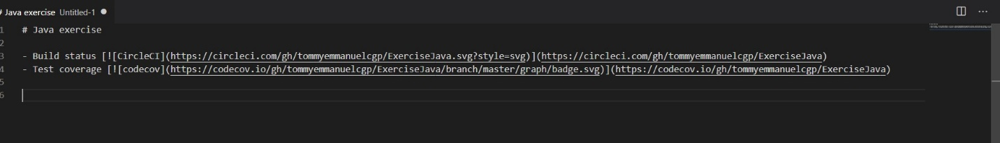 # Java exercise Untitled-1
1 # Java exercise
2
3 - Build status [![CircleCI](https://circleci.com/gh/tommyemmanuelcgp/ExerciseJava.svg?style=svg)](https://circleci.com/gh/tommyemmanuelcgp/ExerciseJava)
4 - Test coverage [![codecov](https://codecov.io/gh/tommyemmanuelcgp/ExerciseJava/branch/master/graph/badge.svg)](https://codecov.io/gh/tommyemmanuelcgp/ExerciseJava)
5
6